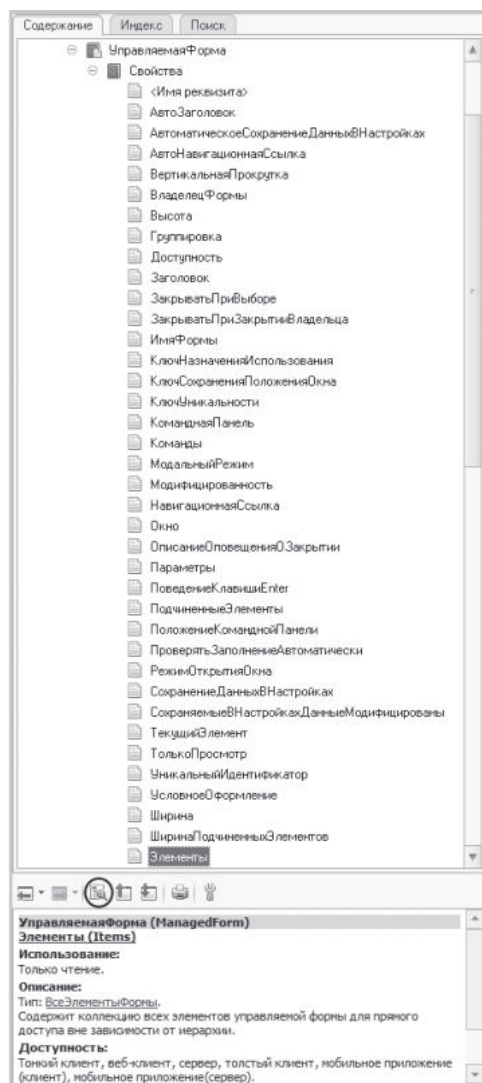 Содержание Индекс Поиск
УправляемаяФорма
Свойства
<Имя реквизита>
АвтоЗаголовок
АвтоматическоеСохранениеДанныхВНастройках
АвтоНавигационнаяСсылка
ВертикальнаяПрокрутка
ВладелецФормы
Высота
Группировка
Доступность
Заголовок
ЗакрыватьПриВыборе
ЗакрыватьПриЗакрытииВладельца
ИмяФормы
КлючНазначенияИспользования
КлючСохраненияПоложенияОкна
КлючУникальности
КоманднаяПанель
Команды
МодальныйРежим
Модифицированность
НавигационнаяСсылка
Окно
ОписаниеОповещенияОЗакрытии
Параметры
ПоведениеКлавишиEnter
ПодчиненныеЭлементы
ПоложениеКоманднойПанели
ПроверятьЗаполнениеАвтоматически
РежимОткрытияОкна
СохранениеДанныхВНастройках
СохраняемыеВНастройкахДанныеМодифицированы
ТекущийЭлемент
ТолькоПросмотр
УникальныйИдентификатор
УсловноеОформление
Ширина
ШиринаПодчиненныхЭлементов
Элементы
УправляемаяФорма (ManagedForm)
Элементы (Items)
Использование:
Только чтение.
Описание:
Тип: ВсеЭлементыФормы.
Содержит коллекцию всех элементов управляемой формы для прямого
доступа вне зависимости от иерархии.
Доступность:
Тонкий клиент, веб-клиент, сервер, толстый клиент, мобильное приложение
(клиент), мобильное приложение(сервер).